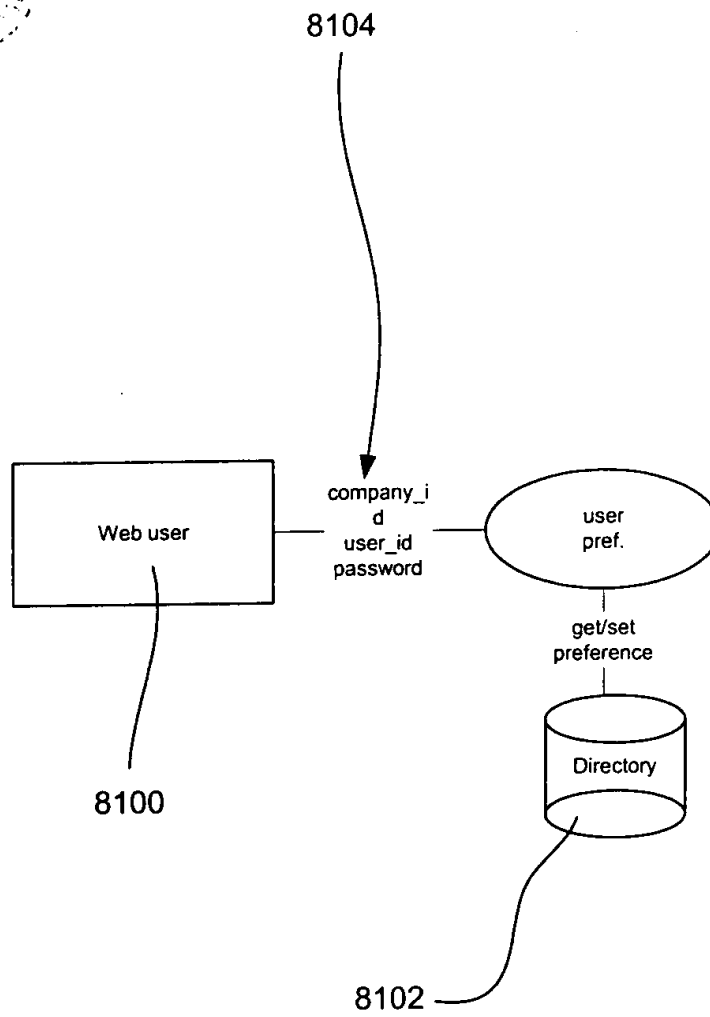 8104
Web user
company_i
d
user_id
password
user
pref.
get/set
preference
Directory
8100
8102